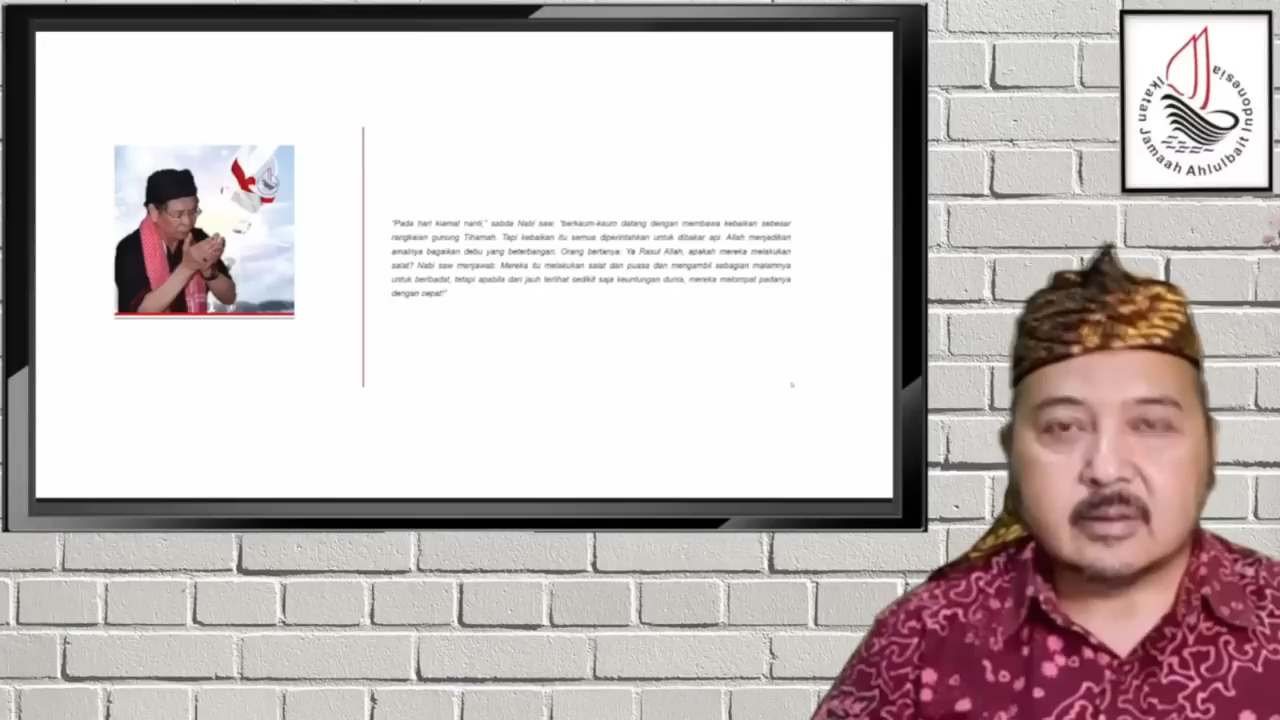 "Pada hari kiamat nanti," sabda Nabi saw. "berkaum-kaum datang dengan membawa kebaikan sebesar
rangkaian gunung Tihamah. Tapi kebaikan itu semua diperintahkan untuk dibakar api. Allah menjadikan
amalnya bagaikan debu yang beterbangan. Orang bertanya: Ya Rasul Allah, apakah mereka melakukan
salat? Nabi saw menjawab: Mereka itu melakukan salat dan puasa dan mengambil sebagian malamnya
untuk beribadat, tetapi apabila dari jauh terlihat sedikit saja keuntungan dunia, mereka melompat padanya
dengan cepat!"
Ikatan Jamaah Ahlulbait Indonesia